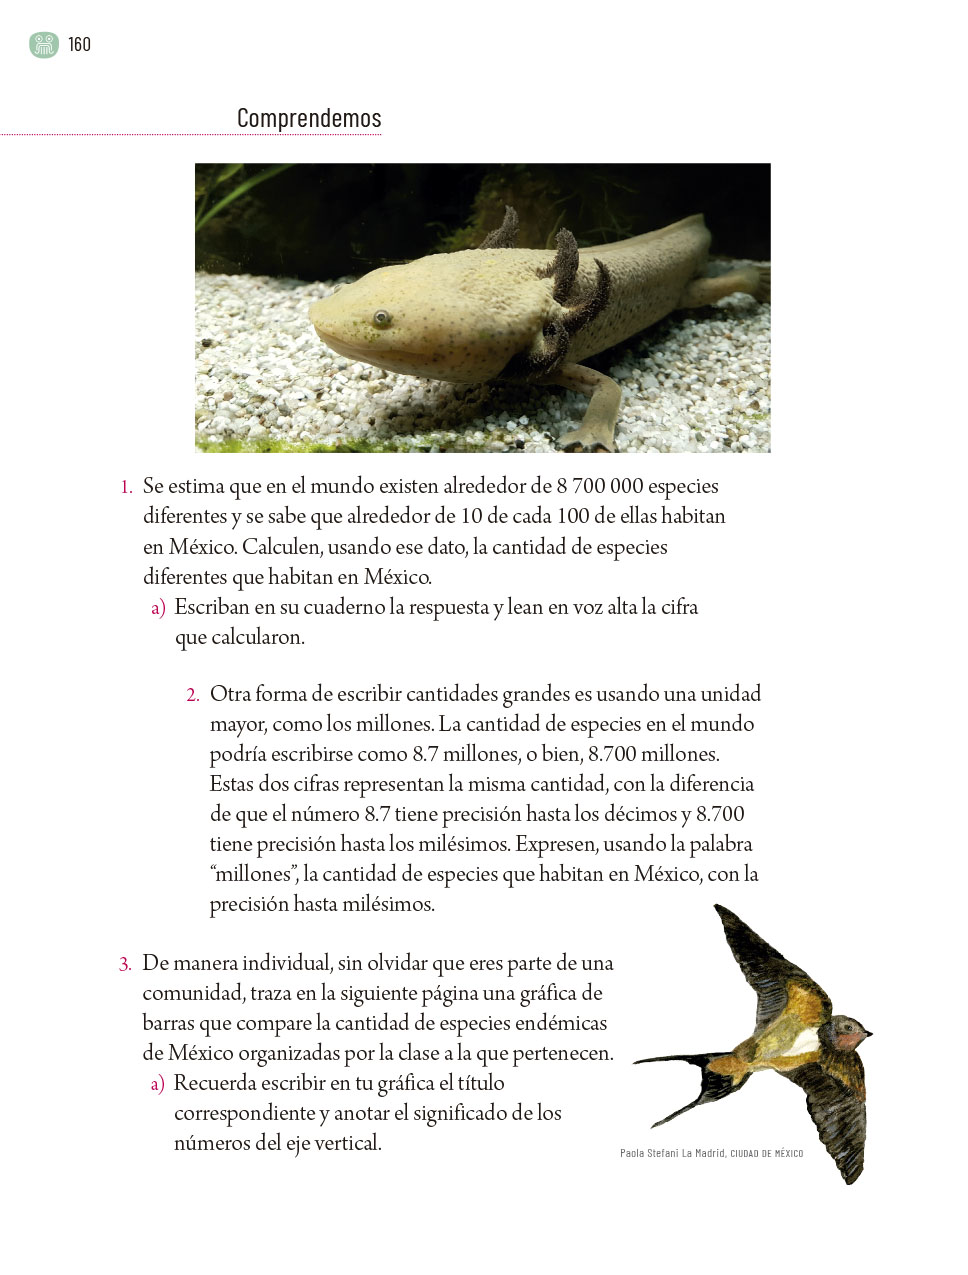 160
Comprendemos
1. Se estima que en el mundo existen alrededor de 8 700 000 especies
diferentes y se sabe que alrededor de 10 de cada 100 de ellas habitan
en México. Calculen, usando ese dato, la cantidad de especies
diferentes que habitan en México.
a) Escriban en su cuaderno la respuesta y lean en voz alta la cifra
que calcularon.
2. Otra forma de escribir cantidades grandes es usando una unidad
mayor, como los millones. La cantidad de especies en el mundo
podría escribirse como 8.7 millones, o bien, 8.700 millones.
Estas dos cifras representan la misma cantidad, con la diferencia
de que el número 8.7 tiene precisión hasta los décimos y 8.700
tiene precisión hasta los milésimos. Expresen, usando la palabra
“millones”, la cantidad de especies que habitan en México, con la
precisión hasta milésimos.
3. De manera individual, sin olvidar que eres parte de una
comunidad, traza en la siguiente página una gráfica de
barras que compare la cantidad de especies endémicas
de México organizadas por la clase a la que pertenecen.
a) Recuerda escribir en tu gráfica el título
correspondiente y anotar el significado de los
números del eje vertical.
Paola Stefani La Madrid, CIUDAD DE MÉXICO